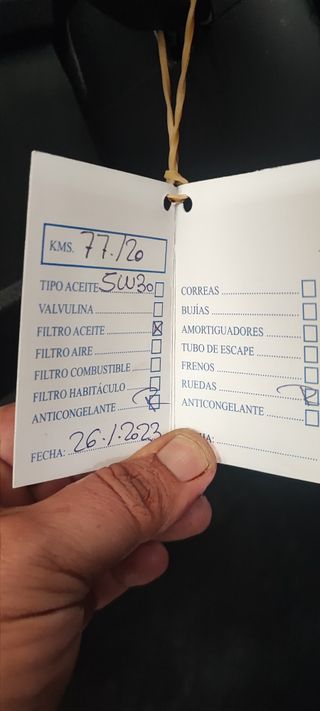 KMS. 77.120
TIPO ACEITE 5W30
VALVULINA
FILTRO ACEITE
FILTRO AIRE
FILTRO COMBUSTIBLE
FILTRO HABITÁCULO
ANTICONGELANTE
FECHA: 26.1.2023
CORREAS
BUJÍAS
AMORTIGUADORES
TUBO DE ESCAPE
FRENOS
RUEDAS
ANTICONGELANTE